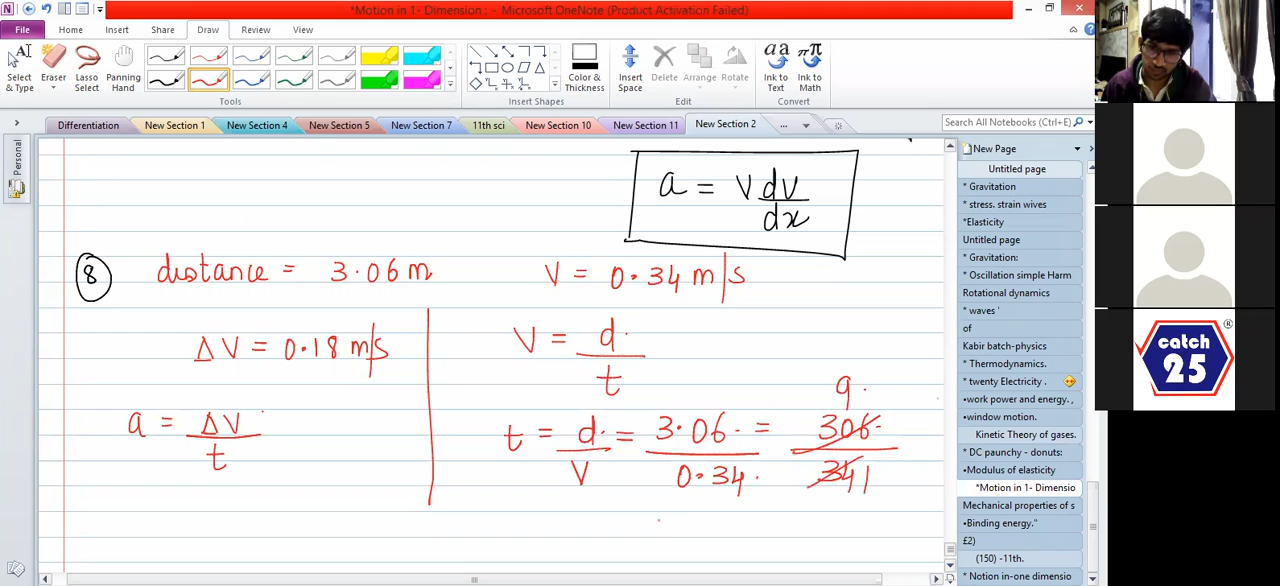 *Motion in 1- Dimension : - Microsoft OneNote (Product Activation Failed)
File Home Insert Share Draw Review View
Select & Type
Eraser
Lasso Select
Panning Hand
Color & Thickness
Insert Space
Delete
Arrange
Rotate
Ink to Text
Ink to Math
Tools
Insert Shapes
Edit
Convert
Differentiation New Section 1 New Section 4 New Section 5 New Section 7 11th sci New Section 10 New Section 11 New Section 2 ... Search All Notebooks (Ctrl+E)
Personal
a = v dv/dx
8 distance = 3.06m v = 0.34 m/s
Δv = 0.18 m/s
v = d/t
a = Δv/t
t = d/v = 3.06/0.34 = 306/34
9
1
New Page
Untitled page
* Gravitation
* stress. strain wives
*Elasticity
Untitled page
* Gravitation:
* Oscillation simple Harm
Rotational dynamics
* waves '
of
Kabir batch-physics
* Thermodynamics.
* twenty Electricity .
•work power and energy. ,
•window motion.
Kinetic Theory of gases.
* DC paunchy - donuts:
•Modulus of elasticity
*Motion in 1- Dimensio
Mechanical properties of s
•Binding energy."
£2)
(150) -11th.
* Notion in-one dimensio
catch 25 ®